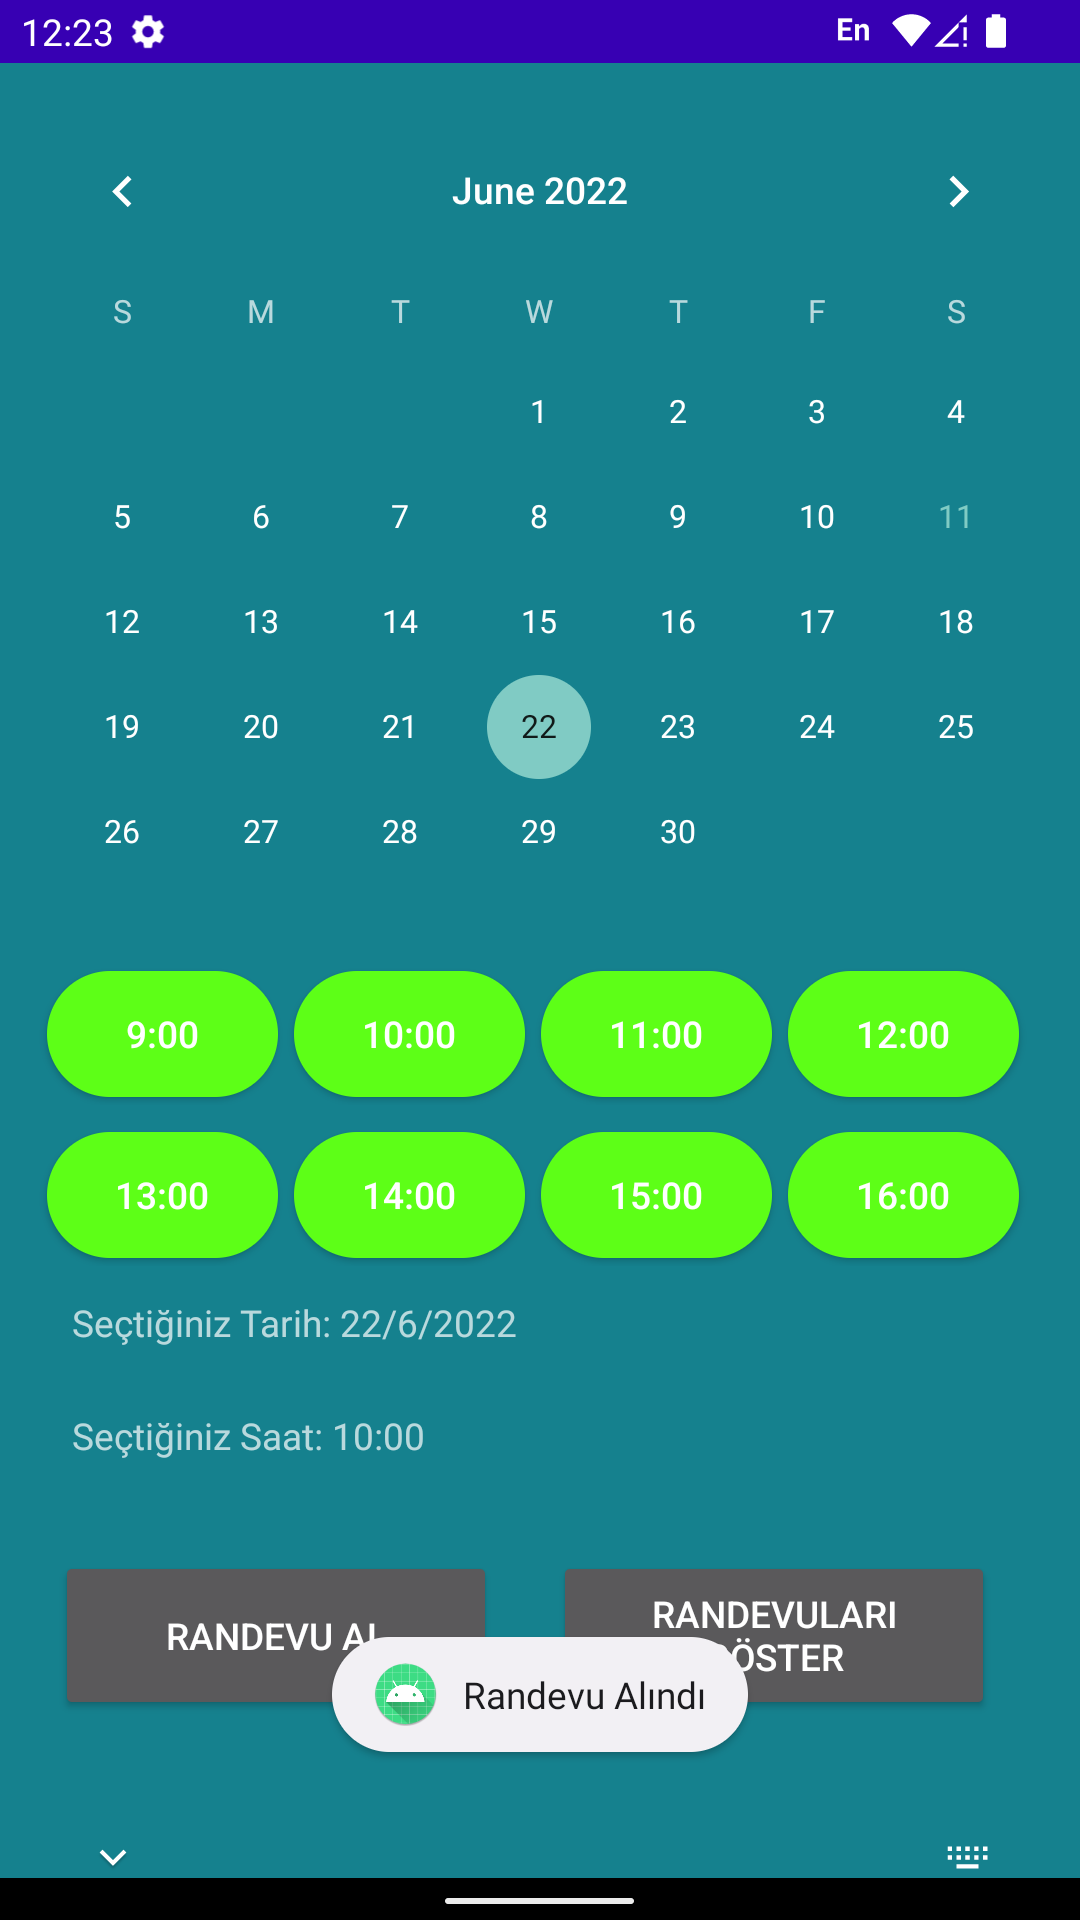 12:23 En
June 2022
S M T W T F S
1 2 3 4
5 6 7 8 9 10 11
12 13 14 15 16 17 18
19 20 21 22 23 24 25
26 27 28 29 30
9:00 10:00 11:00 12:00
13:00 14:00 15:00 16:00
Seçtiğiniz Tarih: 22/6/2022
Seçtiğiniz Saat: 10:00
RANDEVU AL
RANDEVULARI
ÖSTER
Randevu Alındı